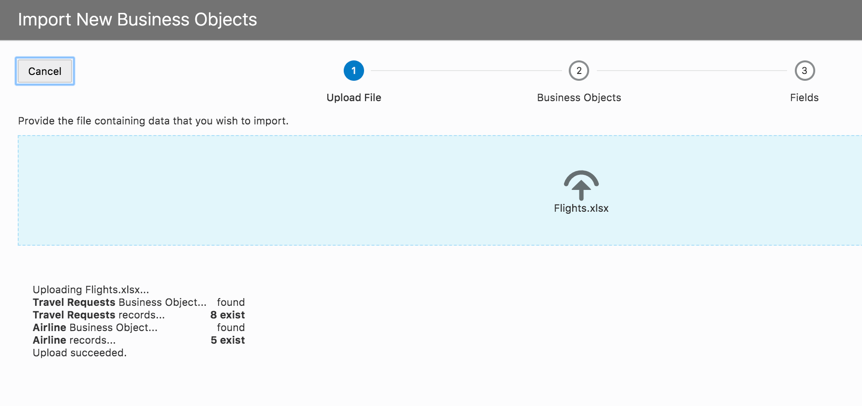 Import New Business Objects
Cancel
1
2
3
Upload File
Business Objects
Fields
Provide the file containing data that you wish to import.
Flights.xlsx
Uploading Flights.xlsx...
Travel Requests Business Object... found
Travel Requests records... 8 exist
Airline Business Object... found
Airline records... 5 exist
Upload succeeded.